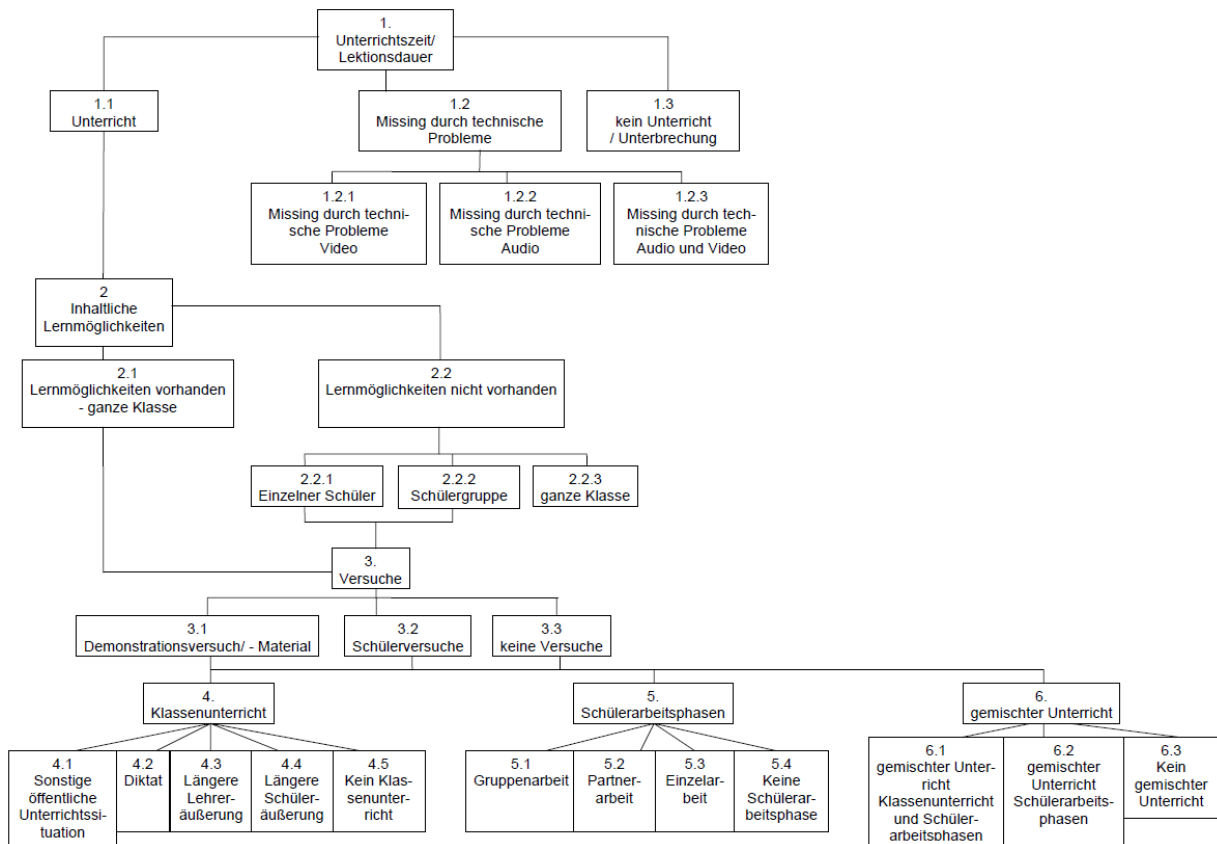 1.
Unterrichtszeit/
Lektionsdauer
1.1
Unterricht
1.2
Missing durch technische
Probleme
1.3
kein Unterricht
/ Unterbrechung
1.2.1
Missing durch techni-
sche Probleme
Video
1.2.2
Missing durch techni-
sche Probleme
Audio
1.2.3
Missing durch tech-
nische Probleme
Audio und Video
2
Inhaltliche
Lernmöglichkeiten
2.1
Lernmöglichkeiten vorhanden
- ganze Klasse
2.2
Lernmöglichkeiten nicht vorhanden
2.2.1
Einzelner Schüler
2.2.2
Schülergruppe
2.2.3
ganze Klasse
3.
Versuche
3.1
Demonstrationsversuch/ - Material
3.2
Schülerversuche
3.3
keine Versuche
4.
Klassenunterricht
5.
Schülerarbeitsphasen
6.
gemischter Unterricht
4.1
Sonstige
öffentliche
Unterrichtssi-
tuation
4.2
Diktat
4.3
Längere
Lehrer-
äußerung
4.4
Längere
Schüler-
äußerung
4.5
Kein Klas-
senunter-
richt
5.1
Gruppenarbeit
5.2
Partner-
arbeit
5.3
Einzelar-
beit
5.4
Keine
Schülerar-
beitsphase
6.1
gemischter Unter-
richt
Klassenunterricht
und Schüler-
arbeitsphasen
6.2
gemischter
Unterricht
Schülerarbeits-
phasen
6.3
Kein
gemischter
Unterricht